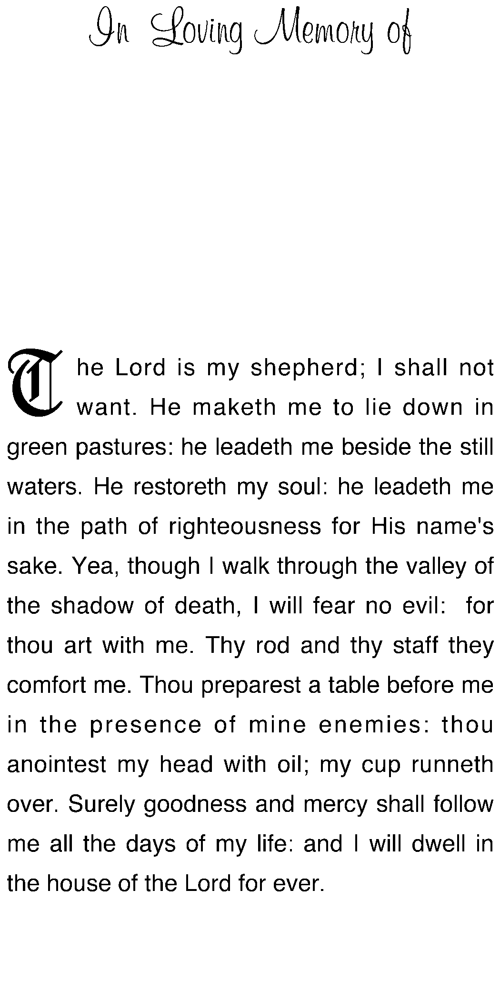 In Loving Memory of
The Lord is my shepherd; I shall not
want. He maketh me to lie down in
green pastures: he leadeth me beside the still
waters. He restoreth my soul: he leadeth me
in the path of righteousness for His name's
sake. Yea, though I walk through the valley of
the shadow of death, I will fear no evil:  for
thou art with me. Thy rod and thy staff they
comfort me. Thou preparest a table before me
in the presence of mine enemies: thou
anointest my head with oil; my cup runneth
over. Surely goodness and mercy shall follow
me all the days of my life: and I will dwell in
the house of the Lord for ever.